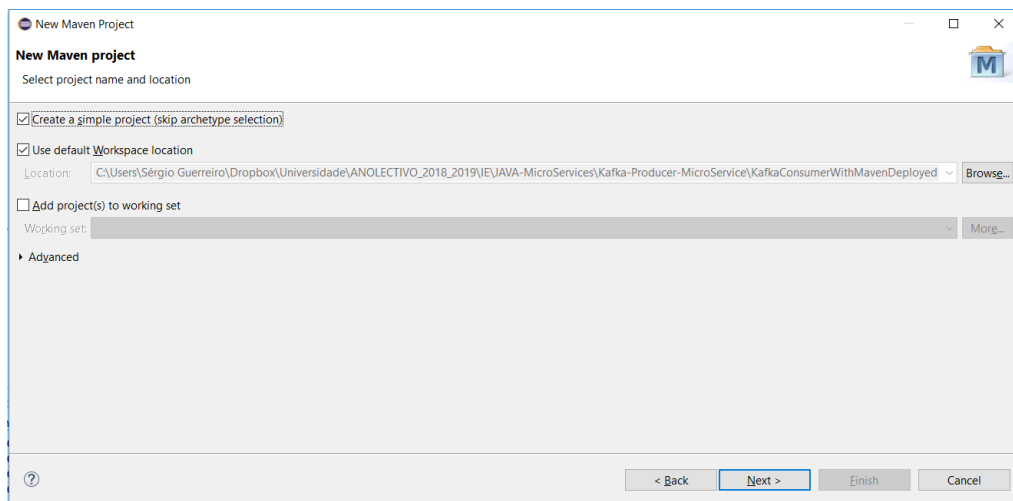 New Maven Project
New Maven project
M
Select project name and location
Create a simple project (skip archetype selection)
Use default Workspace location
Location: C:\Users\Sérgio Guerreiro\Dropbox\Universidade\ANOLECTIVO_2018_2019\IE\JAVA-MicroServices\Kafka-Producer-MicroService\KafkaConsumerWithMavenDeployed Browse...
Add project(s) to working set
Working set: More...
Advanced
? < Back Next > Finish Cancel